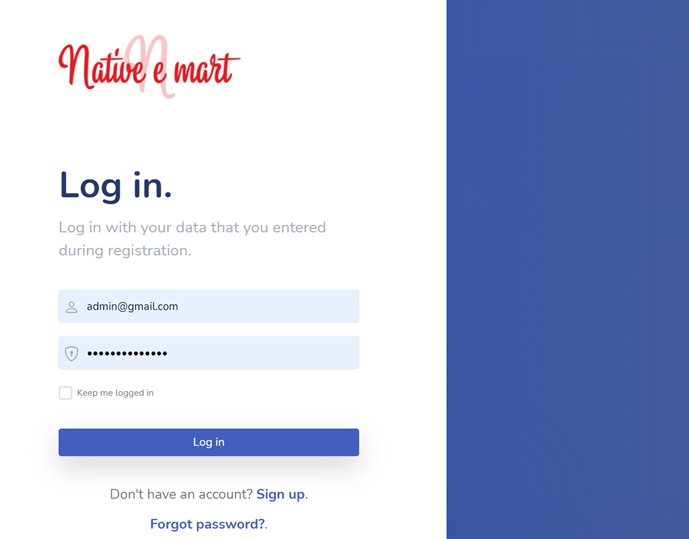 Native e mart
Log in.
Log in with your data that you entered
during registration.
admin@gmail.com
••••••••••••••
Keep me logged in
Log in
Don't have an account? Sign up.
Forgot password?.